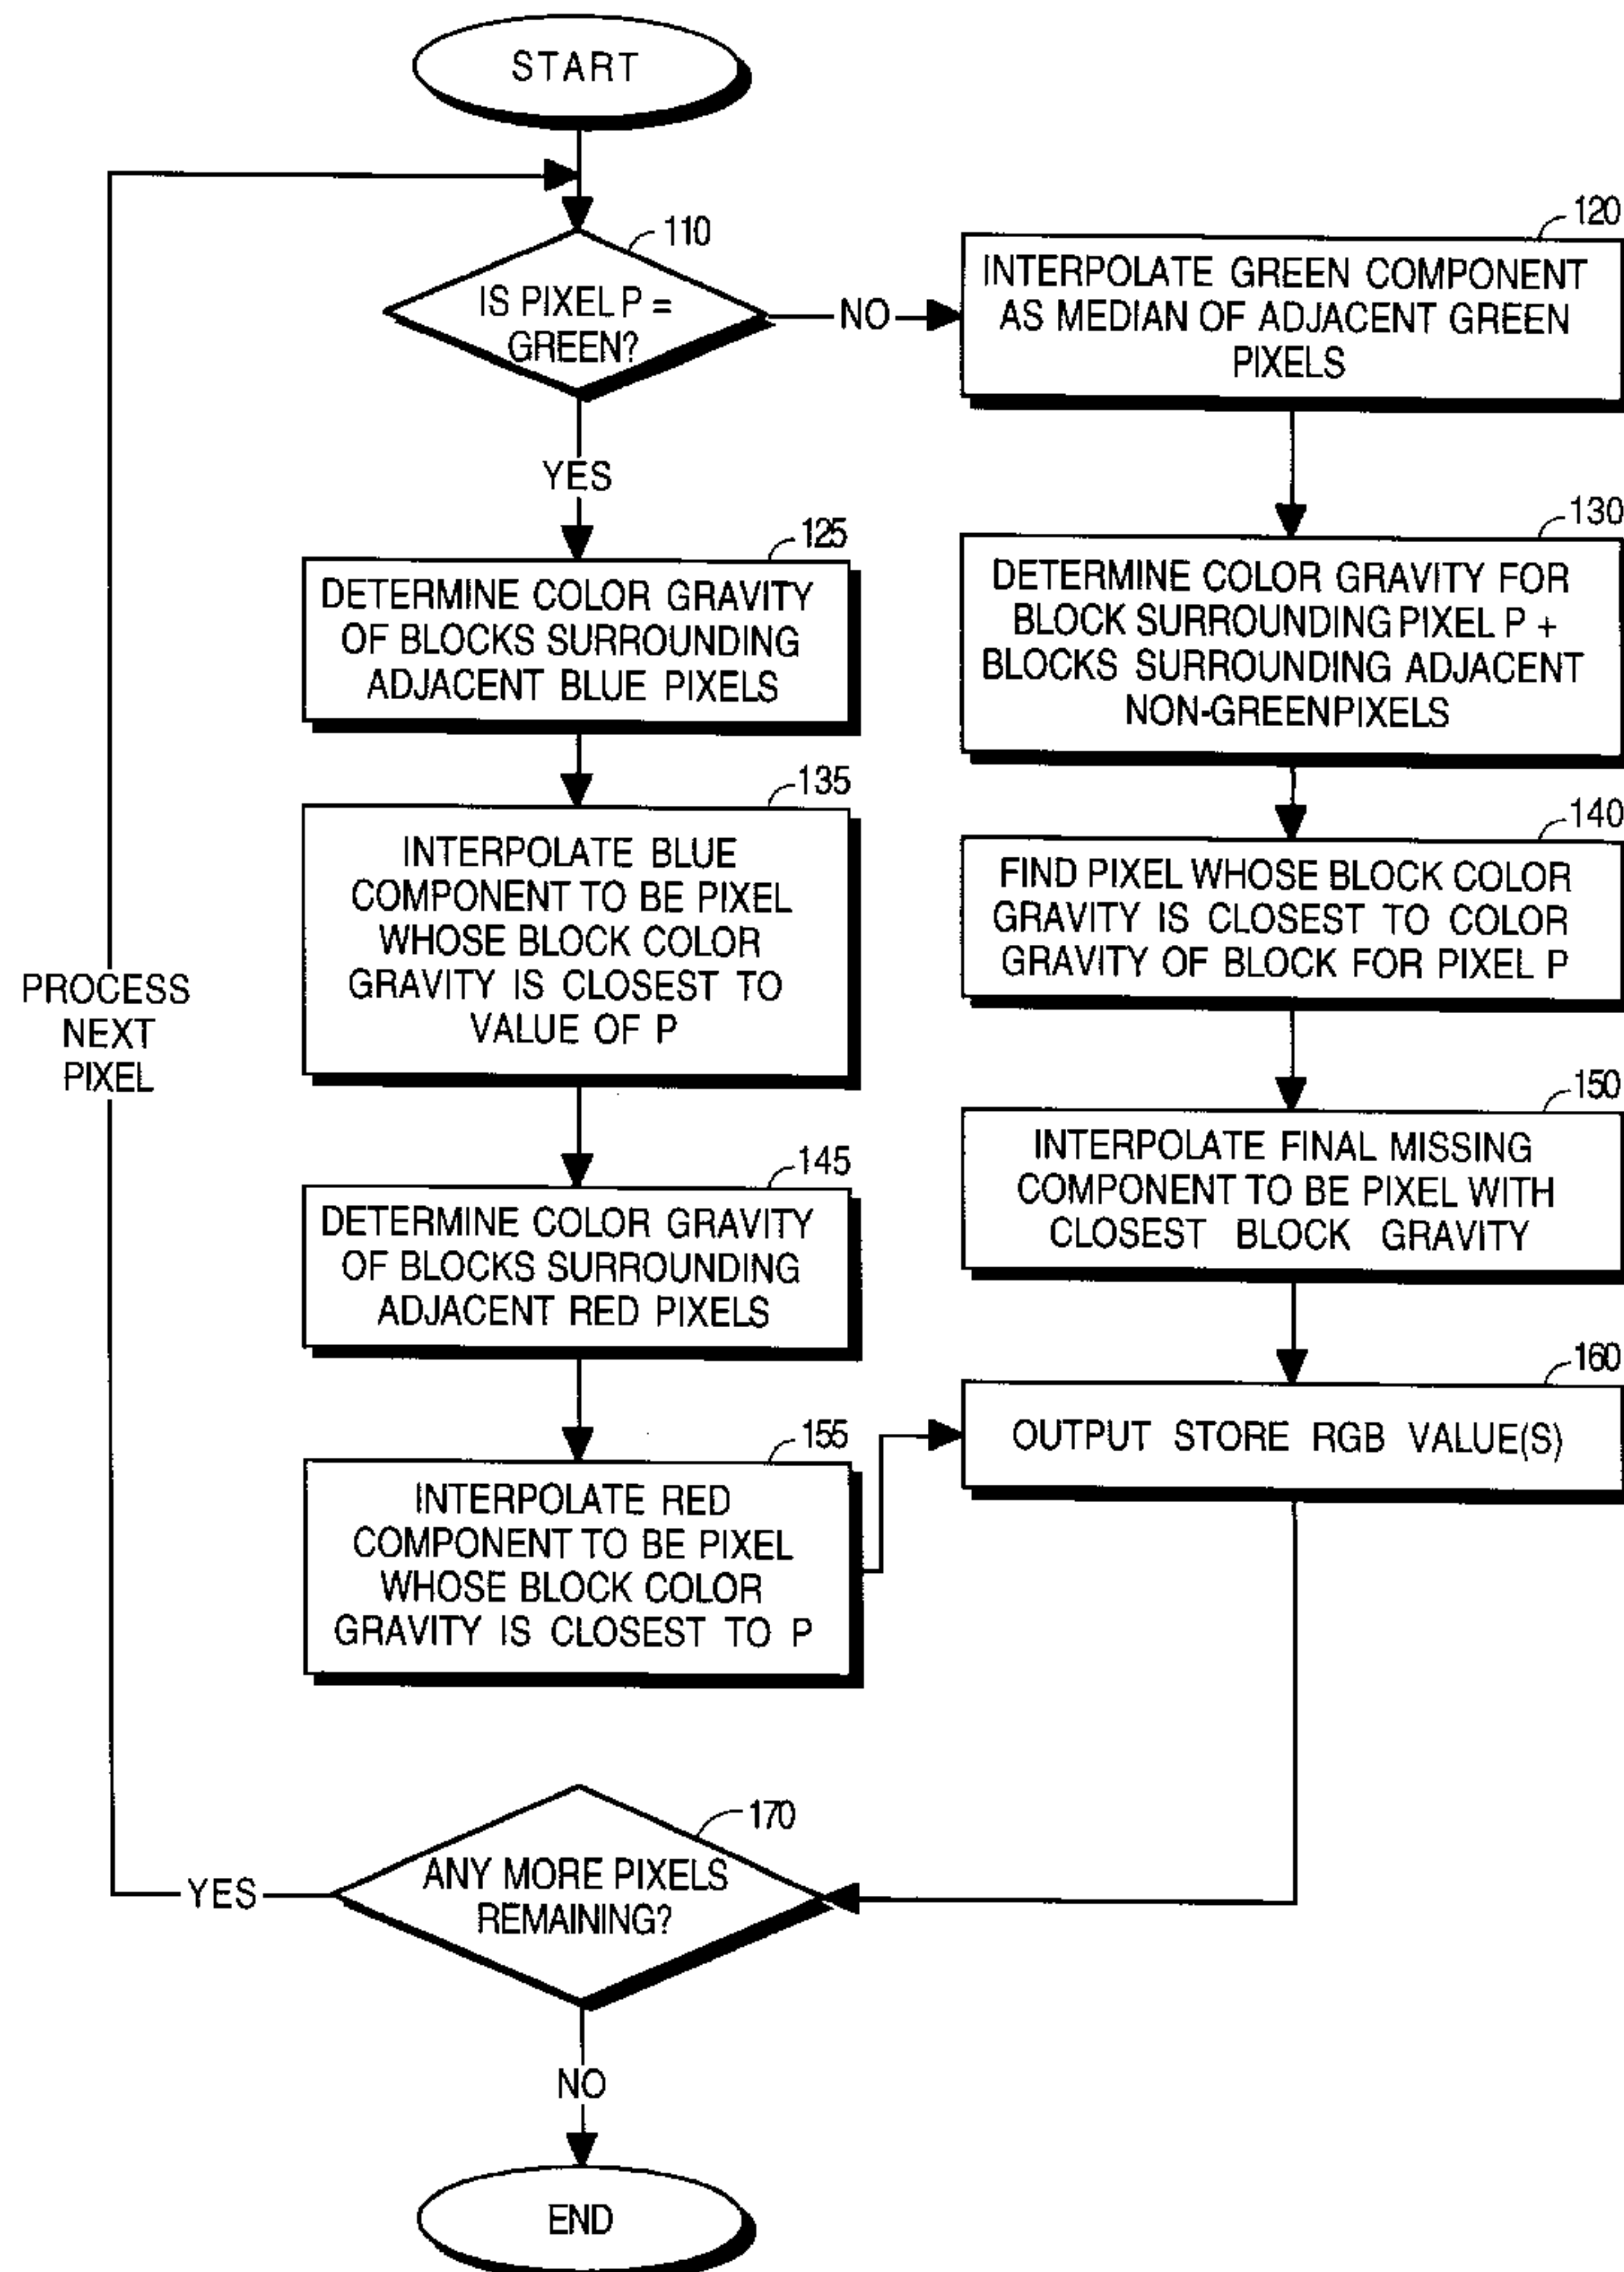 START
110
IS PIXEL P =
GREEN?
NO
YES
120
INTERPOLATE GREEN COMPONENT
AS MEDIAN OF ADJACENT GREEN
PIXELS
125
DETERMINE COLOR GRAVITY
OF BLOCKS SURROUNDING
ADJACENT BLUE PIXELS
130
DETERMINE COLOR GRAVITY FOR
BLOCK SURROUNDING PIXEL P +
BLOCKS SURROUNDING ADJACENT
NON-GREENPIXELS
135
INTERPOLATE BLUE
COMPONENT TO BE PIXEL
WHOSE BLOCK COLOR
GRAVITY IS CLOSEST TO
VALUE OF P
140
FIND PIXEL WHOSE BLOCK COLOR
GRAVITY IS CLOSEST TO COLOR
GRAVITY OF BLOCK FOR PIXEL P
PROCESS
NEXT
PIXEL
145
DETERMINE COLOR GRAVITY
OF BLOCKS SURROUNDING
ADJACENT RED PIXELS
150
INTERPOLATE FINAL MISSING
COMPONENT TO BE PIXEL WITH
CLOSEST BLOCK GRAVITY
155
INTERPOLATE RED
COMPONENT TO BE PIXEL
WHOSE BLOCK COLOR
GRAVITY IS CLOSEST TO P
160
OUTPUT STORE RGB VALUE(S)
170
ANY MORE PIXELS
REMAINING?
YES
NO
END